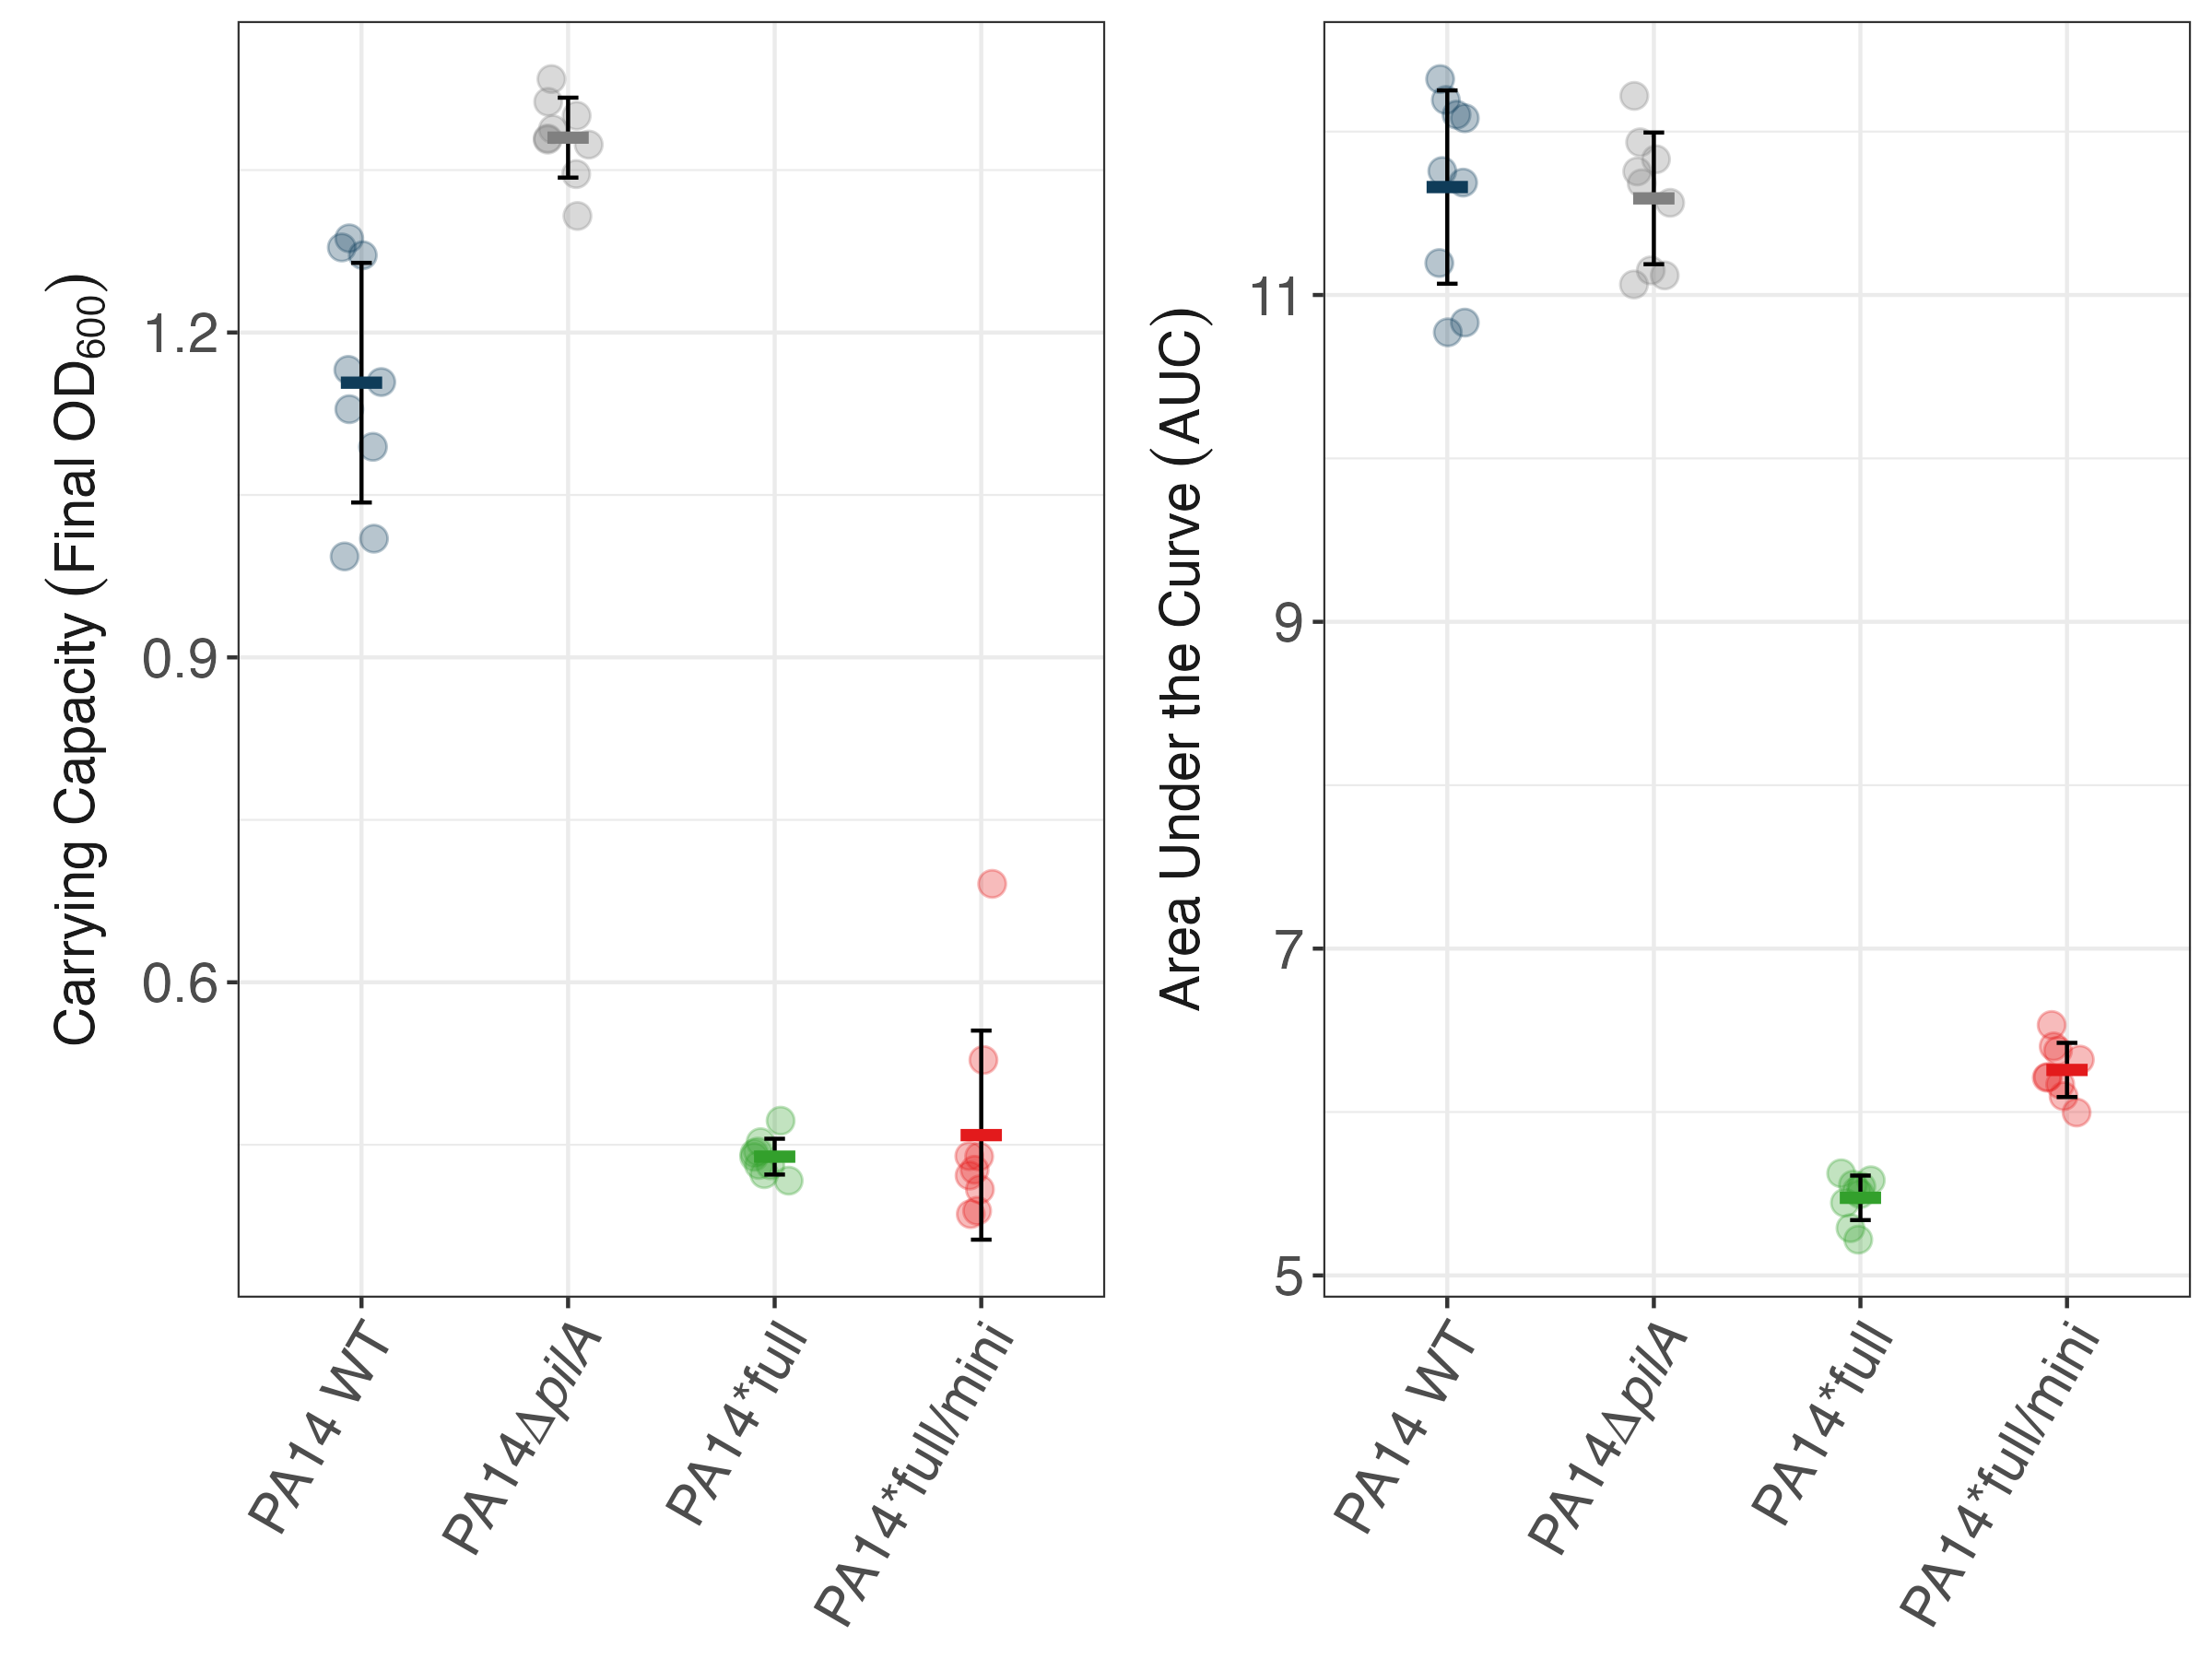 Carrying Capacity (Final OD₆₀₀)
1.2
0.9
0.6
PA14 WT
PA14ΔpilA
PA14*full
PA14*full/mini
Area Under the Curve (AUC)
11
9
7
5
PA14 WT
PA14ΔpilA
PA14*full
PA14*full/mini